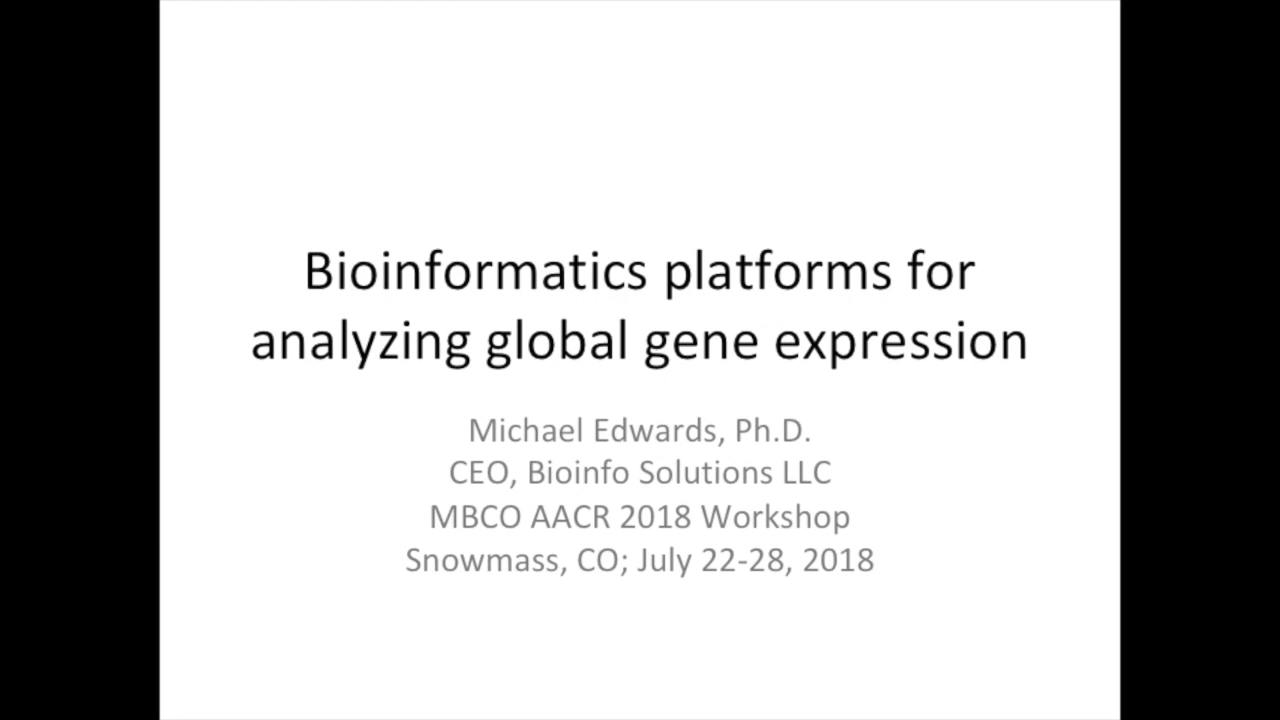 Bioinformatics platforms for
analyzing global gene expression
Michael Edwards, Ph.D.
CEO, Bioinfo Solutions LLC
MBCO AACR 2018 Workshop
Snowmass, CO; July 22-28, 2018